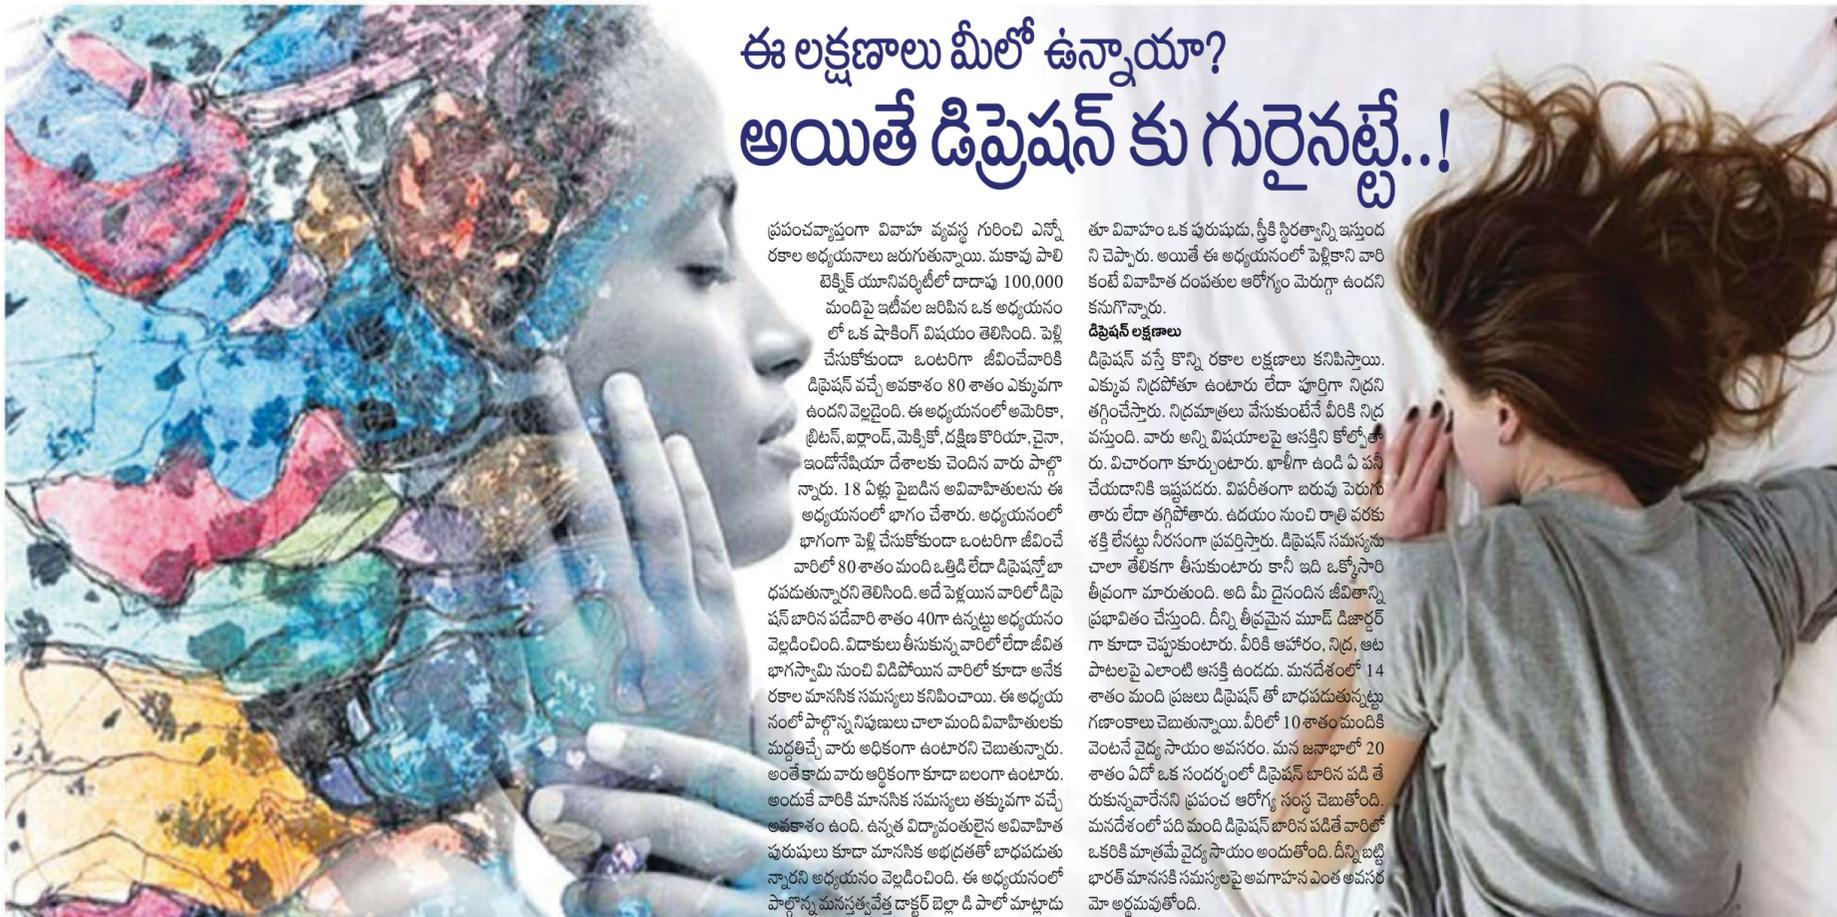 ఈ లక్షణాలు మీలో ఉన్నాయా?
అయితే డిప్రెషన్ కు గురైనట్టే..!
ప్రపంచవ్యాప్తంగా వివాహ వ్యవస్థ గురించి ఎన్నో
రకాల అధ్యయనాలు జరుగుతున్నాయి. మకావు పాలి
టెక్నిక్ యూనివర్శిటీలో దాదాపు 100,000
మందిపై ఇటీవల జరిపిన ఒక అధ్యయనం
లో ఒక షాకింగ్ విషయం తెలిసింది. పెళ్లి
చేసుకోకుండా ఒంటరిగా జీవించేవారికి
డిప్రెషన్ వచ్చే అవకాశం 80 శాతం ఎక్కువగా
ఉందని వెల్లడైంది. ఈ అధ్యయనంలో అమెరికా,
బ్రిటన్, ఐర్లాండ్, మెక్సికో, దక్షిణ కొరియా, చైనా,
ఇండోనేషియా దేశాలకు చెందిన వారు పాల్గొ
న్నారు. 18 ఏళ్లు పైబడిన అవివాహితులను ఈ
అధ్యయనంలో భాగం చేశారు. అధ్యయనంలో
భాగంగా పెళ్లి చేసుకోకుండా ఒంటరిగా జీవించే
వారిలో 80 శాతం మంది ఒత్తిడి లేదా డిప్రెషన్తో బా
ధపడుతున్నారని తెలిసింది. అదే పెళ్లయిన వారిలో డిప్రె
షన్ బారిన పడేవారి శాతం 40గా ఉన్నట్టు అధ్యయనం
వెల్లడించింది. విడాకులు తీసుకున్న వారిలో లేదా జీవిత
భాగస్వామి నుంచి విడిపోయిన వారిలో కూడా అనేక
రకాల మానసిక సమస్యలు కనిపించాయి. ఈ అధ్యయ
నంలో పాల్గొన్న నిపుణులు చాలా మంది వివాహితులకు
మద్దతిచ్చే వారు అధికంగా ఉంటారని చెబుతున్నారు.
అంతే కాదు వారు ఆర్థికంగా కూడా బలంగా ఉంటారు.
అందుకే వారికి మానసిక సమస్యలు తక్కువగా వచ్చే
అవకాశం ఉంది. ఉన్నత విద్యావంతులైన అవివాహిత
పురుషులు కూడా మానసిక అభద్రతతో బాధపడుతు
న్నారని అధ్యయనం వెల్లడించింది. ఈ అధ్యయనంలో
పాల్గొన్న మనస్తత్వవేత్త డాక్టర్ బెల్లా డి పాలో మాట్లాడు
తూ వివాహం ఒక పురుషుడు, స్త్రీకి స్థిరత్వాన్ని ఇస్తుంద
ని చెప్పారు. అయితే ఈ అధ్యయనంలో పెళ్లికాని వారి
కంటే వివాహిత దంపతుల ఆరోగ్యం మెరుగ్గా ఉందని
కనుగొన్నారు.
డిప్రెషన్ లక్షణాలు
డిప్రెషన్ వస్తే కొన్ని రకాల లక్షణాలు కనిపిస్తాయి.
ఎక్కువ నిద్రపోతూ ఉంటారు లేదా పూర్తిగా నిద్రని
తగ్గించేస్తారు. నిద్రమాత్రలు వేసుకుంటేనే వీరికి నిద్ర
వస్తుంది. వారు అన్ని విషయాలపై ఆసక్తిని కోల్పోతా
రు. విచారంగా కూర్చుంటారు. ఖాళీగా ఉండి ఏ పనీ
చేయడానికి ఇష్టపడరు. విపరీతంగా బరువు పెరుగు
తారు లేదా తగ్గిపోతారు. ఉదయం నుంచి రాత్రి వరకు
శక్తి లేనట్టు నీరసంగా ప్రవర్తిస్తారు. డిప్రెషన్ సమస్యను
చాలా తేలికగా తీసుకుంటారు కానీ ఇది ఒక్కోసారి
తీవ్రంగా మారుతుంది. అది మీ దైనందిన జీవితాన్ని
ప్రభావితం చేస్తుంది. దీన్ని తీవ్రమైన మూడ్ డిజార్డర్
గా కూడా చెప్పుకుంటారు. వీరికి ఆహారం, నిద్ర, ఆట
పాటలపై ఎలాంటి ఆసక్తి ఉండదు. మనదేశంలో 14
శాతం మంది ప్రజలు డిప్రెషన్ తో బాధపడుతున్నట్టు
గణాంకాలు చెబుతున్నాయి. వీరిలో 10 శాతం మందికి
వెంటనే వైద్య సాయం అవసరం. మన జనాభాలో 20
శాతం ఏదో ఒక సందర్భంలో డిప్రెషన్ బారిన పడి తే
రుకున్నవారేనని ప్రపంచ ఆరోగ్య సంస్థ చెబుతోంది.
మనదేశంలో పది మంది డిప్రెషన్ బారిన పడితే వారిలో
ఒకరికి మాత్రమే వైద్య సాయం అందుతోంది. దీన్ని బట్టి
భారత్ మానసకి సమస్యలపై అవగాహన ఎంత అవసర
మో అర్థమవుతోంది.